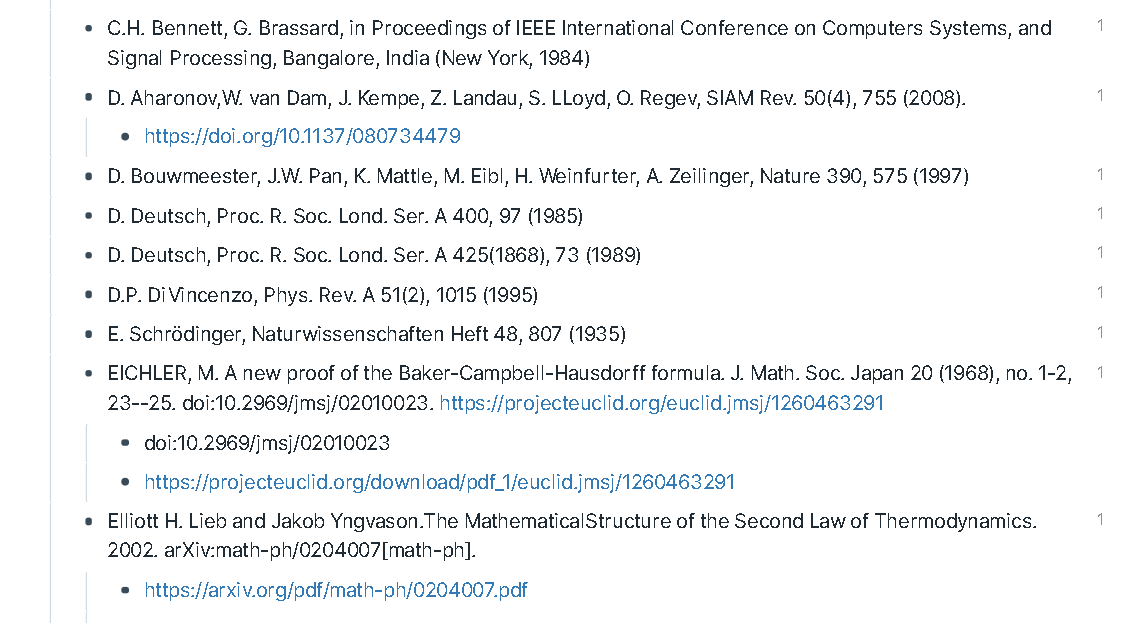 C.H. Bennett, G. Brassard, in Proceedings of IEEE International Conference on Computers Systems, and 1
Signal Processing, Bangalore, India (New York, 1984)
D. Aharonov,W. van Dam, J. Kempe, Z. Landau, S. LLoyd, O. Regev, SIAM Rev. 50(4), 755 (2008). 1
https://doi.org/10.1137/080734479
D. Bouwmeester, J.W. Pan, K. Mattle, M. Eibl, H. Weinfurter, A. Zeilinger, Nature 390, 575 (1997) 1
D. Deutsch, Proc. R. Soc. Lond. Ser. A 400, 97 (1985) 1
D. Deutsch, Proc. R. Soc. Lond. Ser. A 425(1868), 73 (1989) 1
D.P. DiVincenzo, Phys. Rev. A 51(2), 1015 (1995) 1
E. Schrödinger, Naturwissenschaften Heft 48, 807 (1935) 1
EICHLER, M. A new proof of the Baker-Campbell-Hausdorff formula. J. Math. Soc. Japan 20 (1968), no. 1-2, 1
23--25. doi:10.2969/jmsj/02010023. https://projecteuclid.org/euclid.jmsj/1260463291
doi:10.2969/jmsj/02010023
https://projecteuclid.org/download/pdf_1/euclid.jmsj/1260463291
Elliott H. Lieb and Jakob Yngvason.The MathematicalStructure of the Second Law of Thermodynamics. 1
2002. arXiv:math-ph/0204007[math-ph].
https://arxiv.org/pdf/math-ph/0204007.pdf